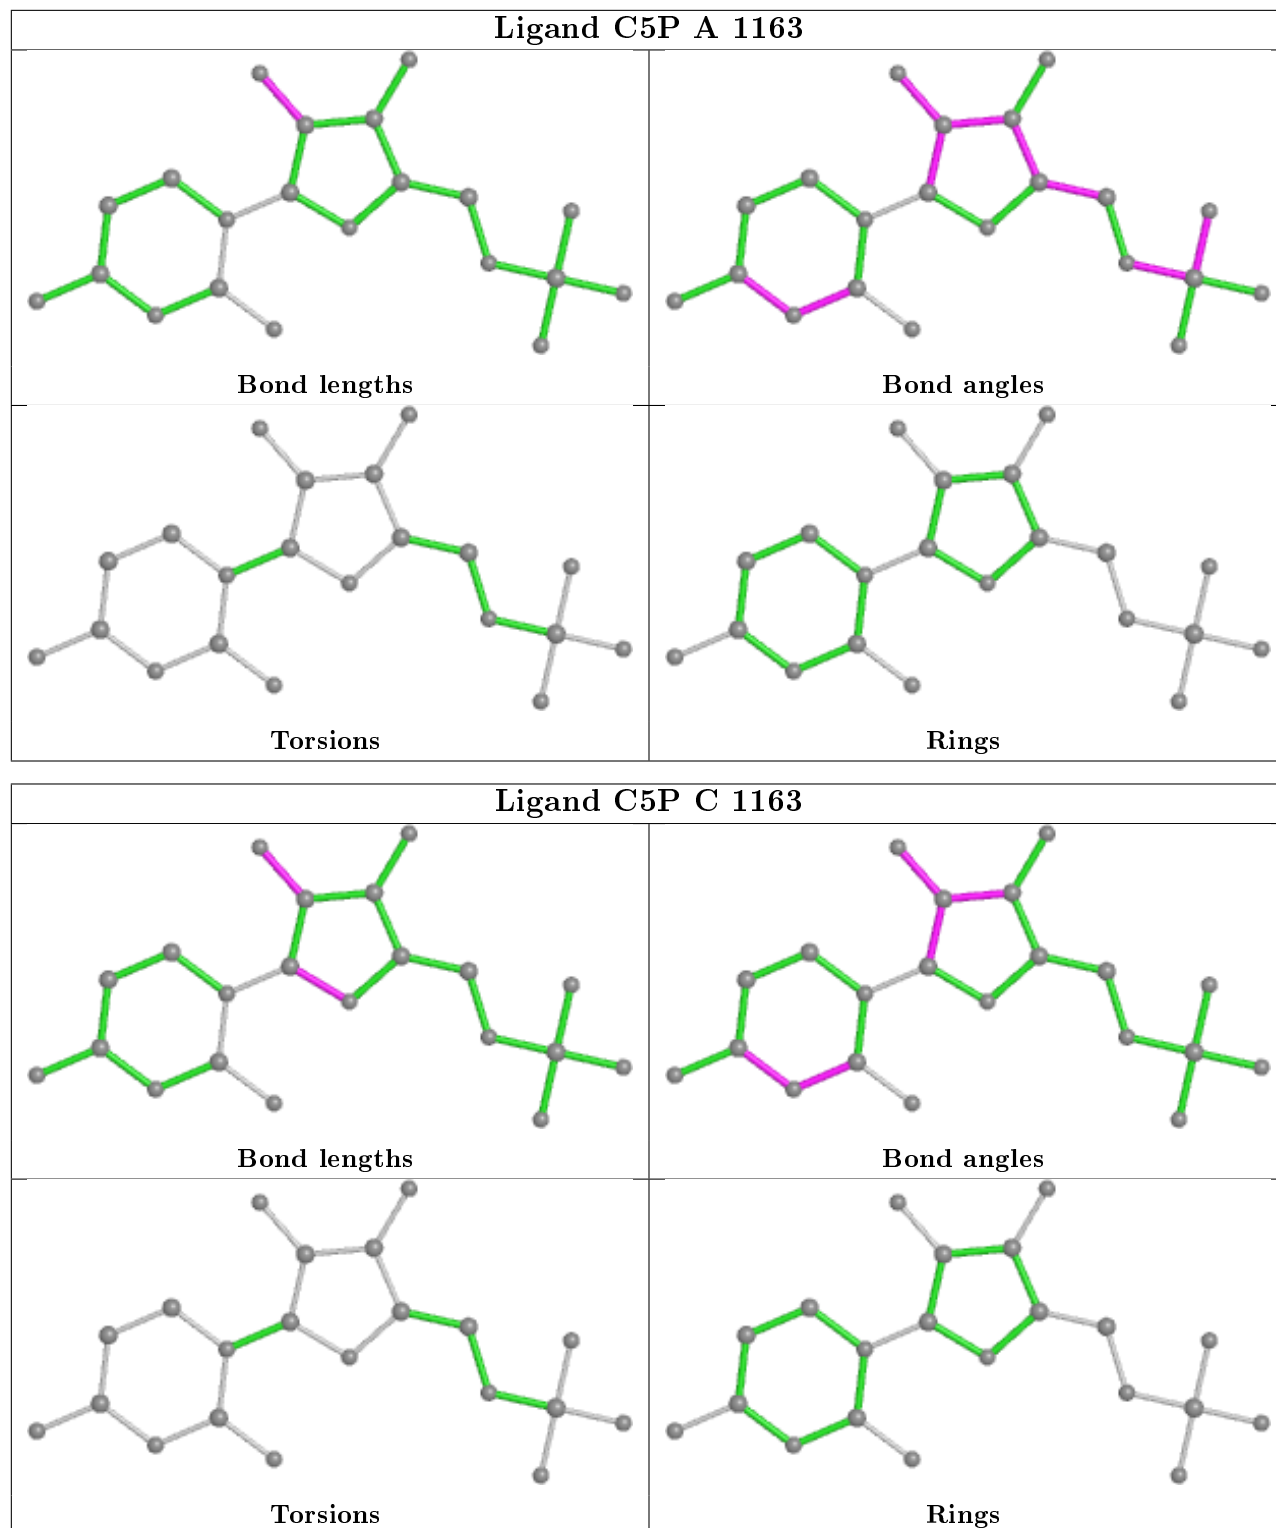 Ligand C5P A 1163
Bond lengths
Bond angles
Torsions
Rings
Ligand C5P C 1163
Bond lengths
Bond angles
Torsions
Rings